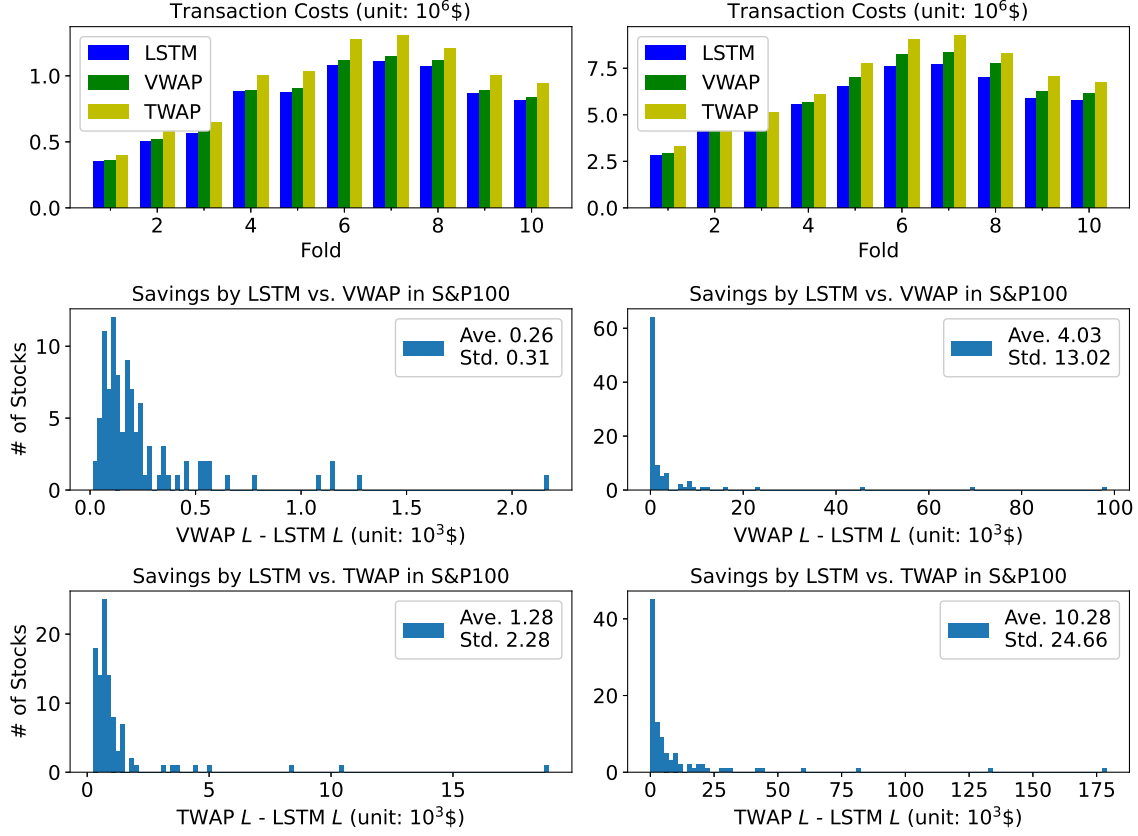 Transaction Costs (unit: 10⁶$)
LSTM
VWAP
TWAP
1.0
0.5
0.0
2 4 6 8 10
Fold
Transaction Costs (unit: 10⁶$)
LSTM
VWAP
TWAP
7.5
5.0
2.5
0.0
2 4 6 8 10
Fold
Savings by LSTM vs. VWAP in S&P100
Ave. 0.26
Std. 0.31
# of Stocks
10
5
0
0.0 0.5 1.0 1.5 2.0
VWAP L - LSTM L (unit: 10³$)
Savings by LSTM vs. VWAP in S&P100
Ave. 4.03
Std. 13.02
60
40
20
0
0 20 40 60 80 100
VWAP L - LSTM L (unit: 10³$)
Savings by LSTM vs. TWAP in S&P100
Ave. 1.28
Std. 2.28
# of Stocks
20
10
0
0 5 10 15
TWAP L - LSTM L (unit: 10³$)
Savings by LSTM vs. TWAP in S&P100
Ave. 10.28
Std. 24.66
40
20
0
0 25 50 75 100 125 150 175
TWAP L - LSTM L (unit: 10³$)